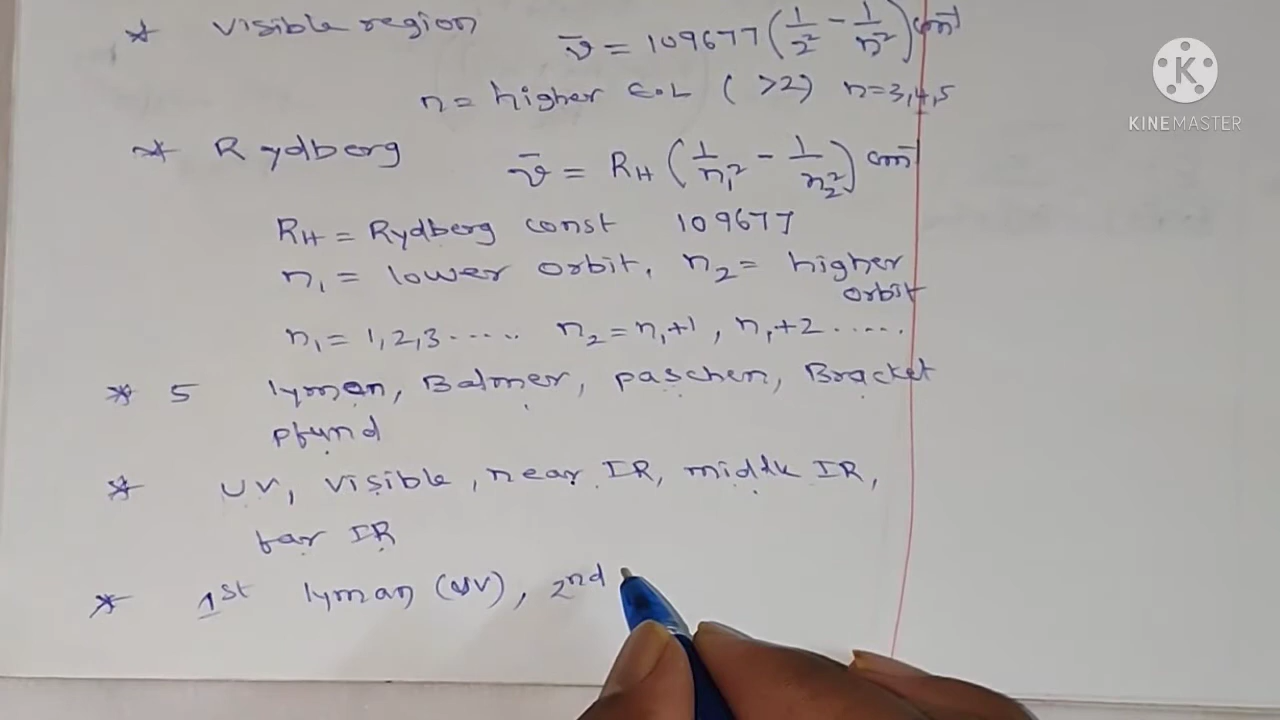 * visible region ν̄ = 109677 (1/2² - 1/n²) cm⁻¹
n = higher E.L ( >2) n=3,4,5
* Rydberg ν̄ = RH (1/n₁² - 1/n₂²) cm⁻¹
RH = Rydberg const 109677
n₁ = lower orbit, n₂ = higher
orbit
n₁ = 1,2,3 ..... n₂ = n₁+1, n₁+2 .....
* 5 lyman, Balmer, paschen, Bracket
pfund
* UV, visible, near IR, middle IR,
far IR
* 1st lyman (UV), 2nd
K
KINEMASTER